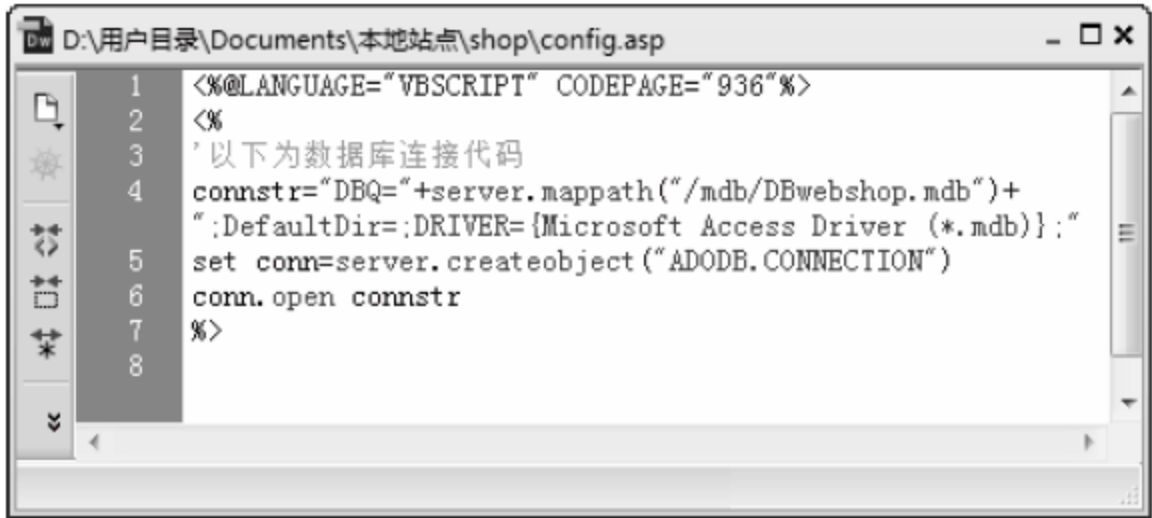 Dw D:\用户目录\Documents\本地站点\shop\config.asp
1 <%@LANGUAGE="VBSCRIPT" CODEPAGE="936"%>
2 <%
3 '以下为数据库连接代码
4 connstr="DBQ="+server.mappath("/mdb/DBwebshop.mdb")+
";DefaultDir=;DRIVER={Microsoft Access Driver (*.mdb)};"
5 set conn=server.createobject("ADODB.CONNECTION")
6 conn.open connstr
7 %>
8